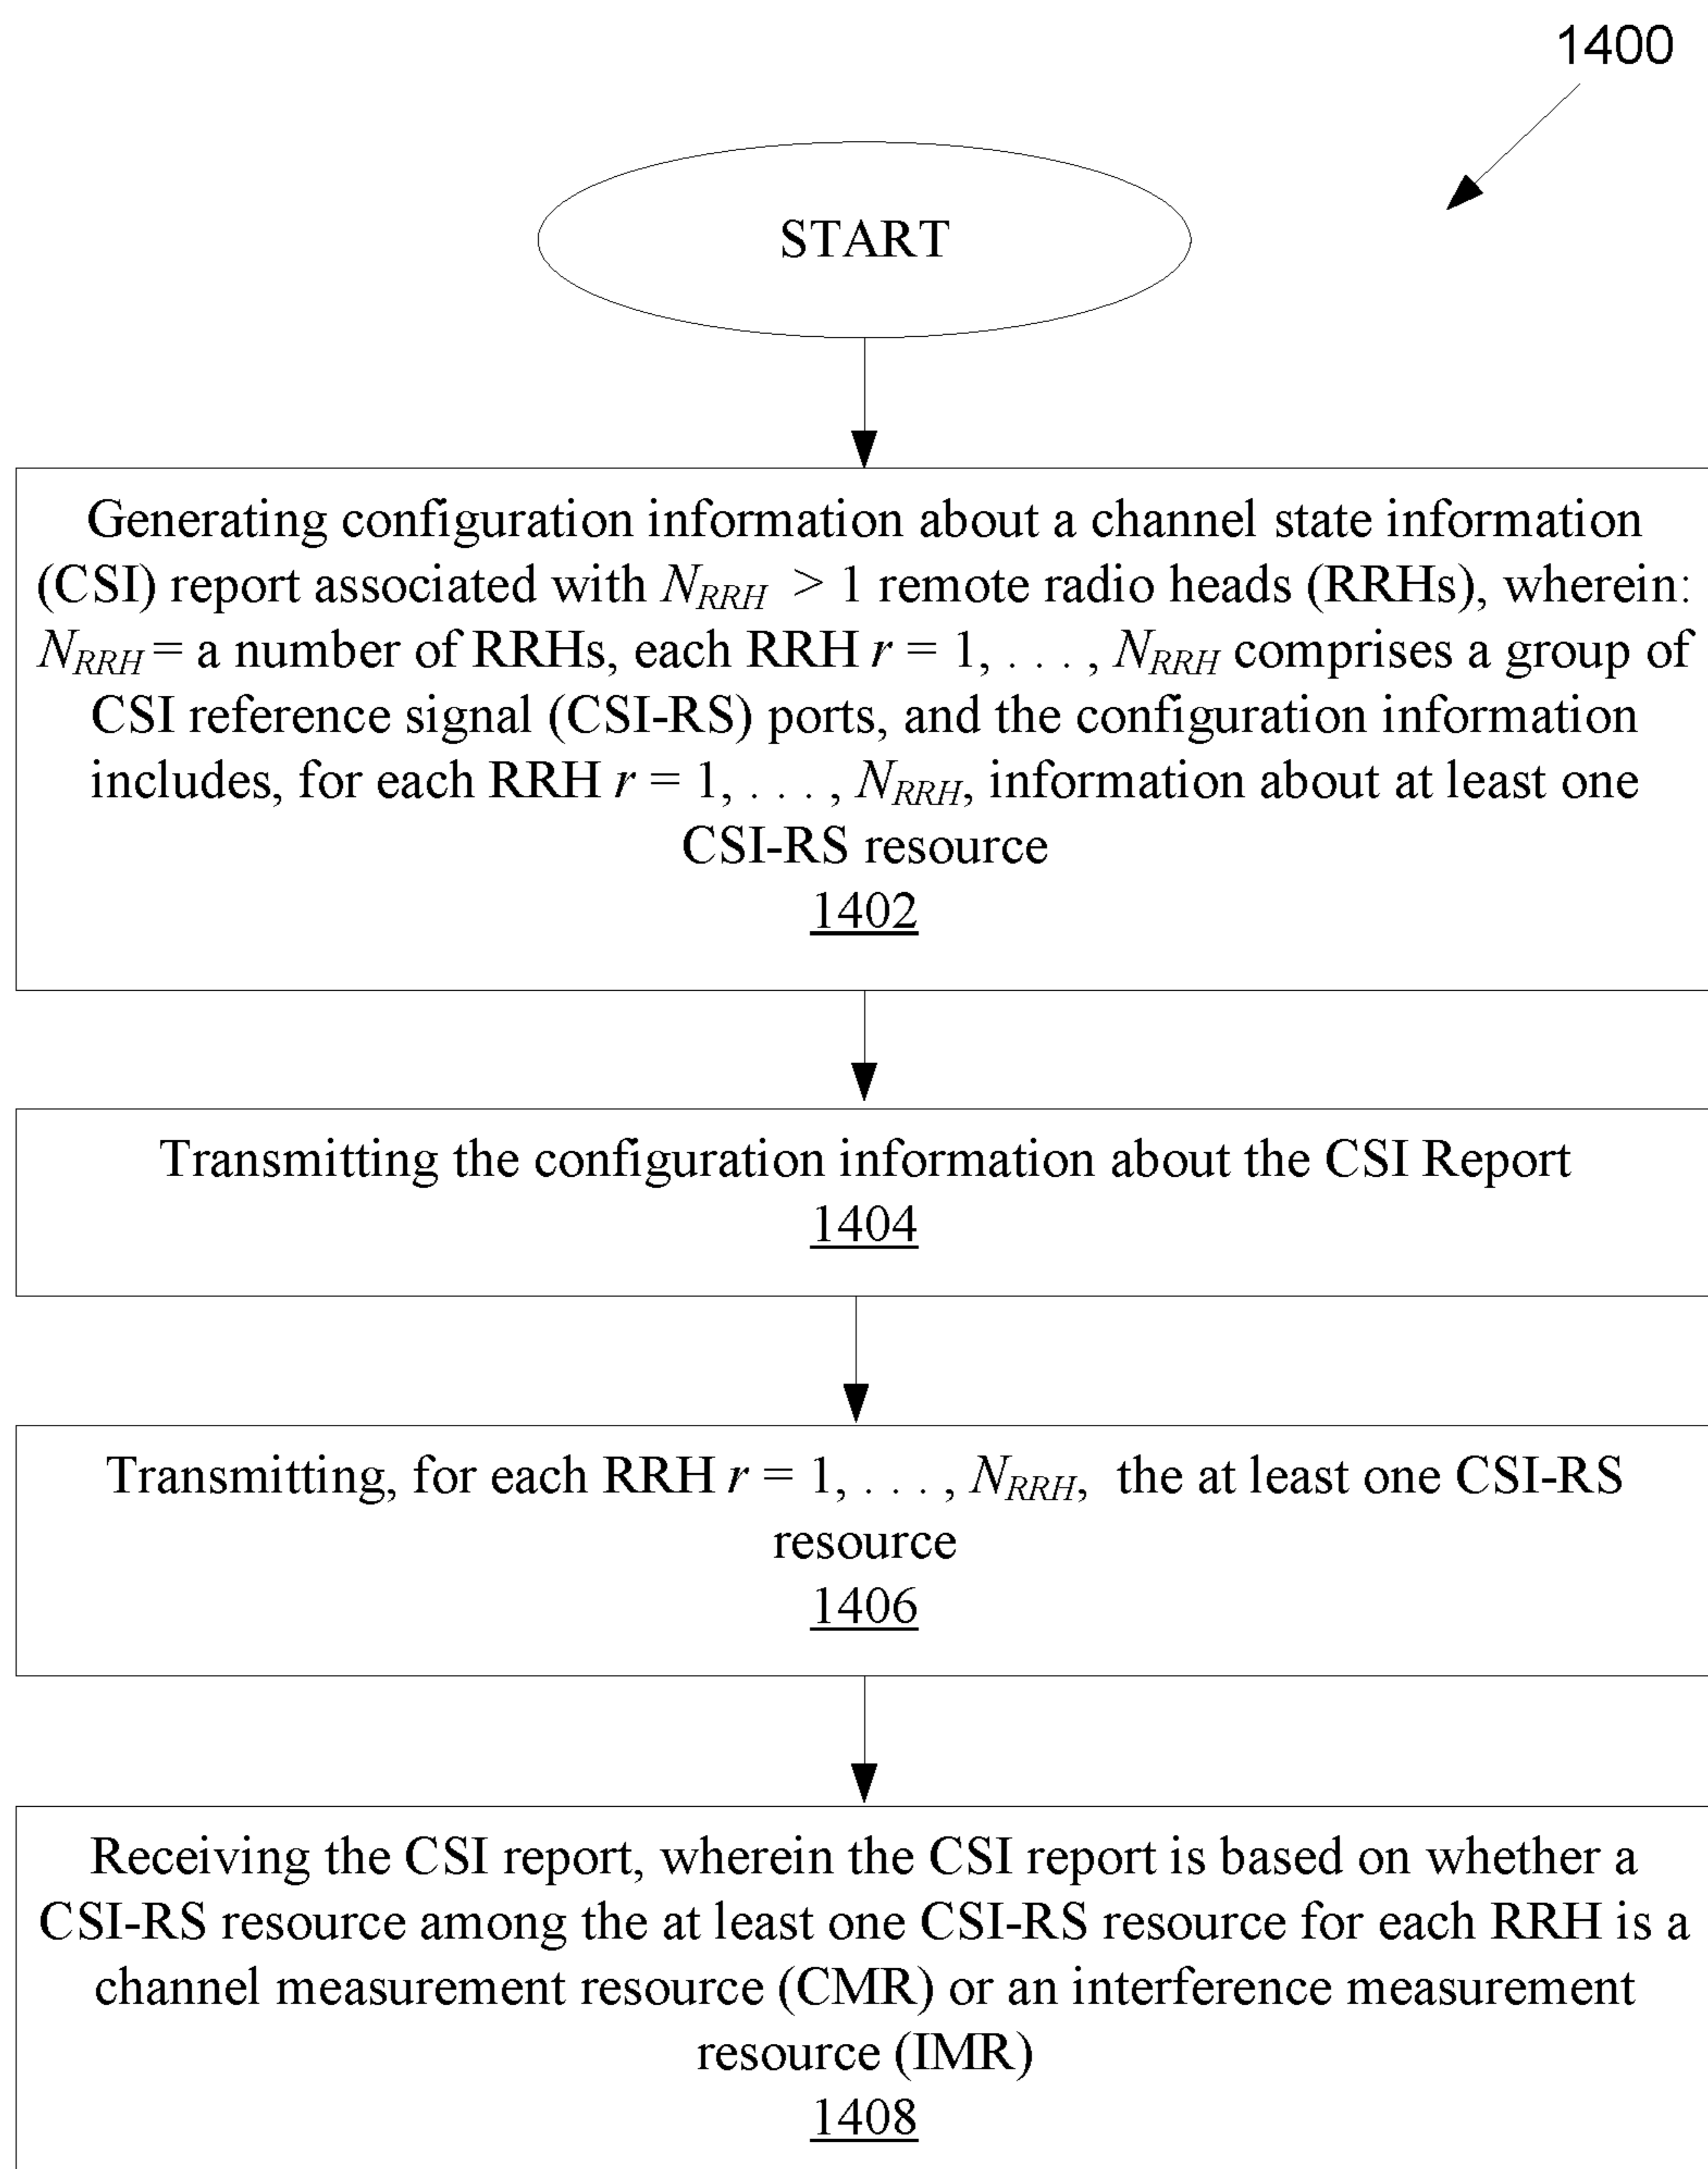 1400
START
Generating configuration information about a channel state information
(CSI) report associated with N_RRH > 1 remote radio heads (RRHs), wherein:
N_RRH = a number of RRHs, each RRH r = 1, . . . , N_RRH comprises a group of
CSI reference signal (CSI-RS) ports, and the configuration information
includes, for each RRH r = 1, . . . , N_RRH, information about at least one
CSI-RS resource
1402
Transmitting the configuration information about the CSI Report
1404
Transmitting, for each RRH r = 1, . . . , N_RRH, the at least one CSI-RS
resource
1406
Receiving the CSI report, wherein the CSI report is based on whether a
CSI-RS resource among the at least one CSI-RS resource for each RRH is a
channel measurement resource (CMR) or an interference measurement
resource (IMR)
1408